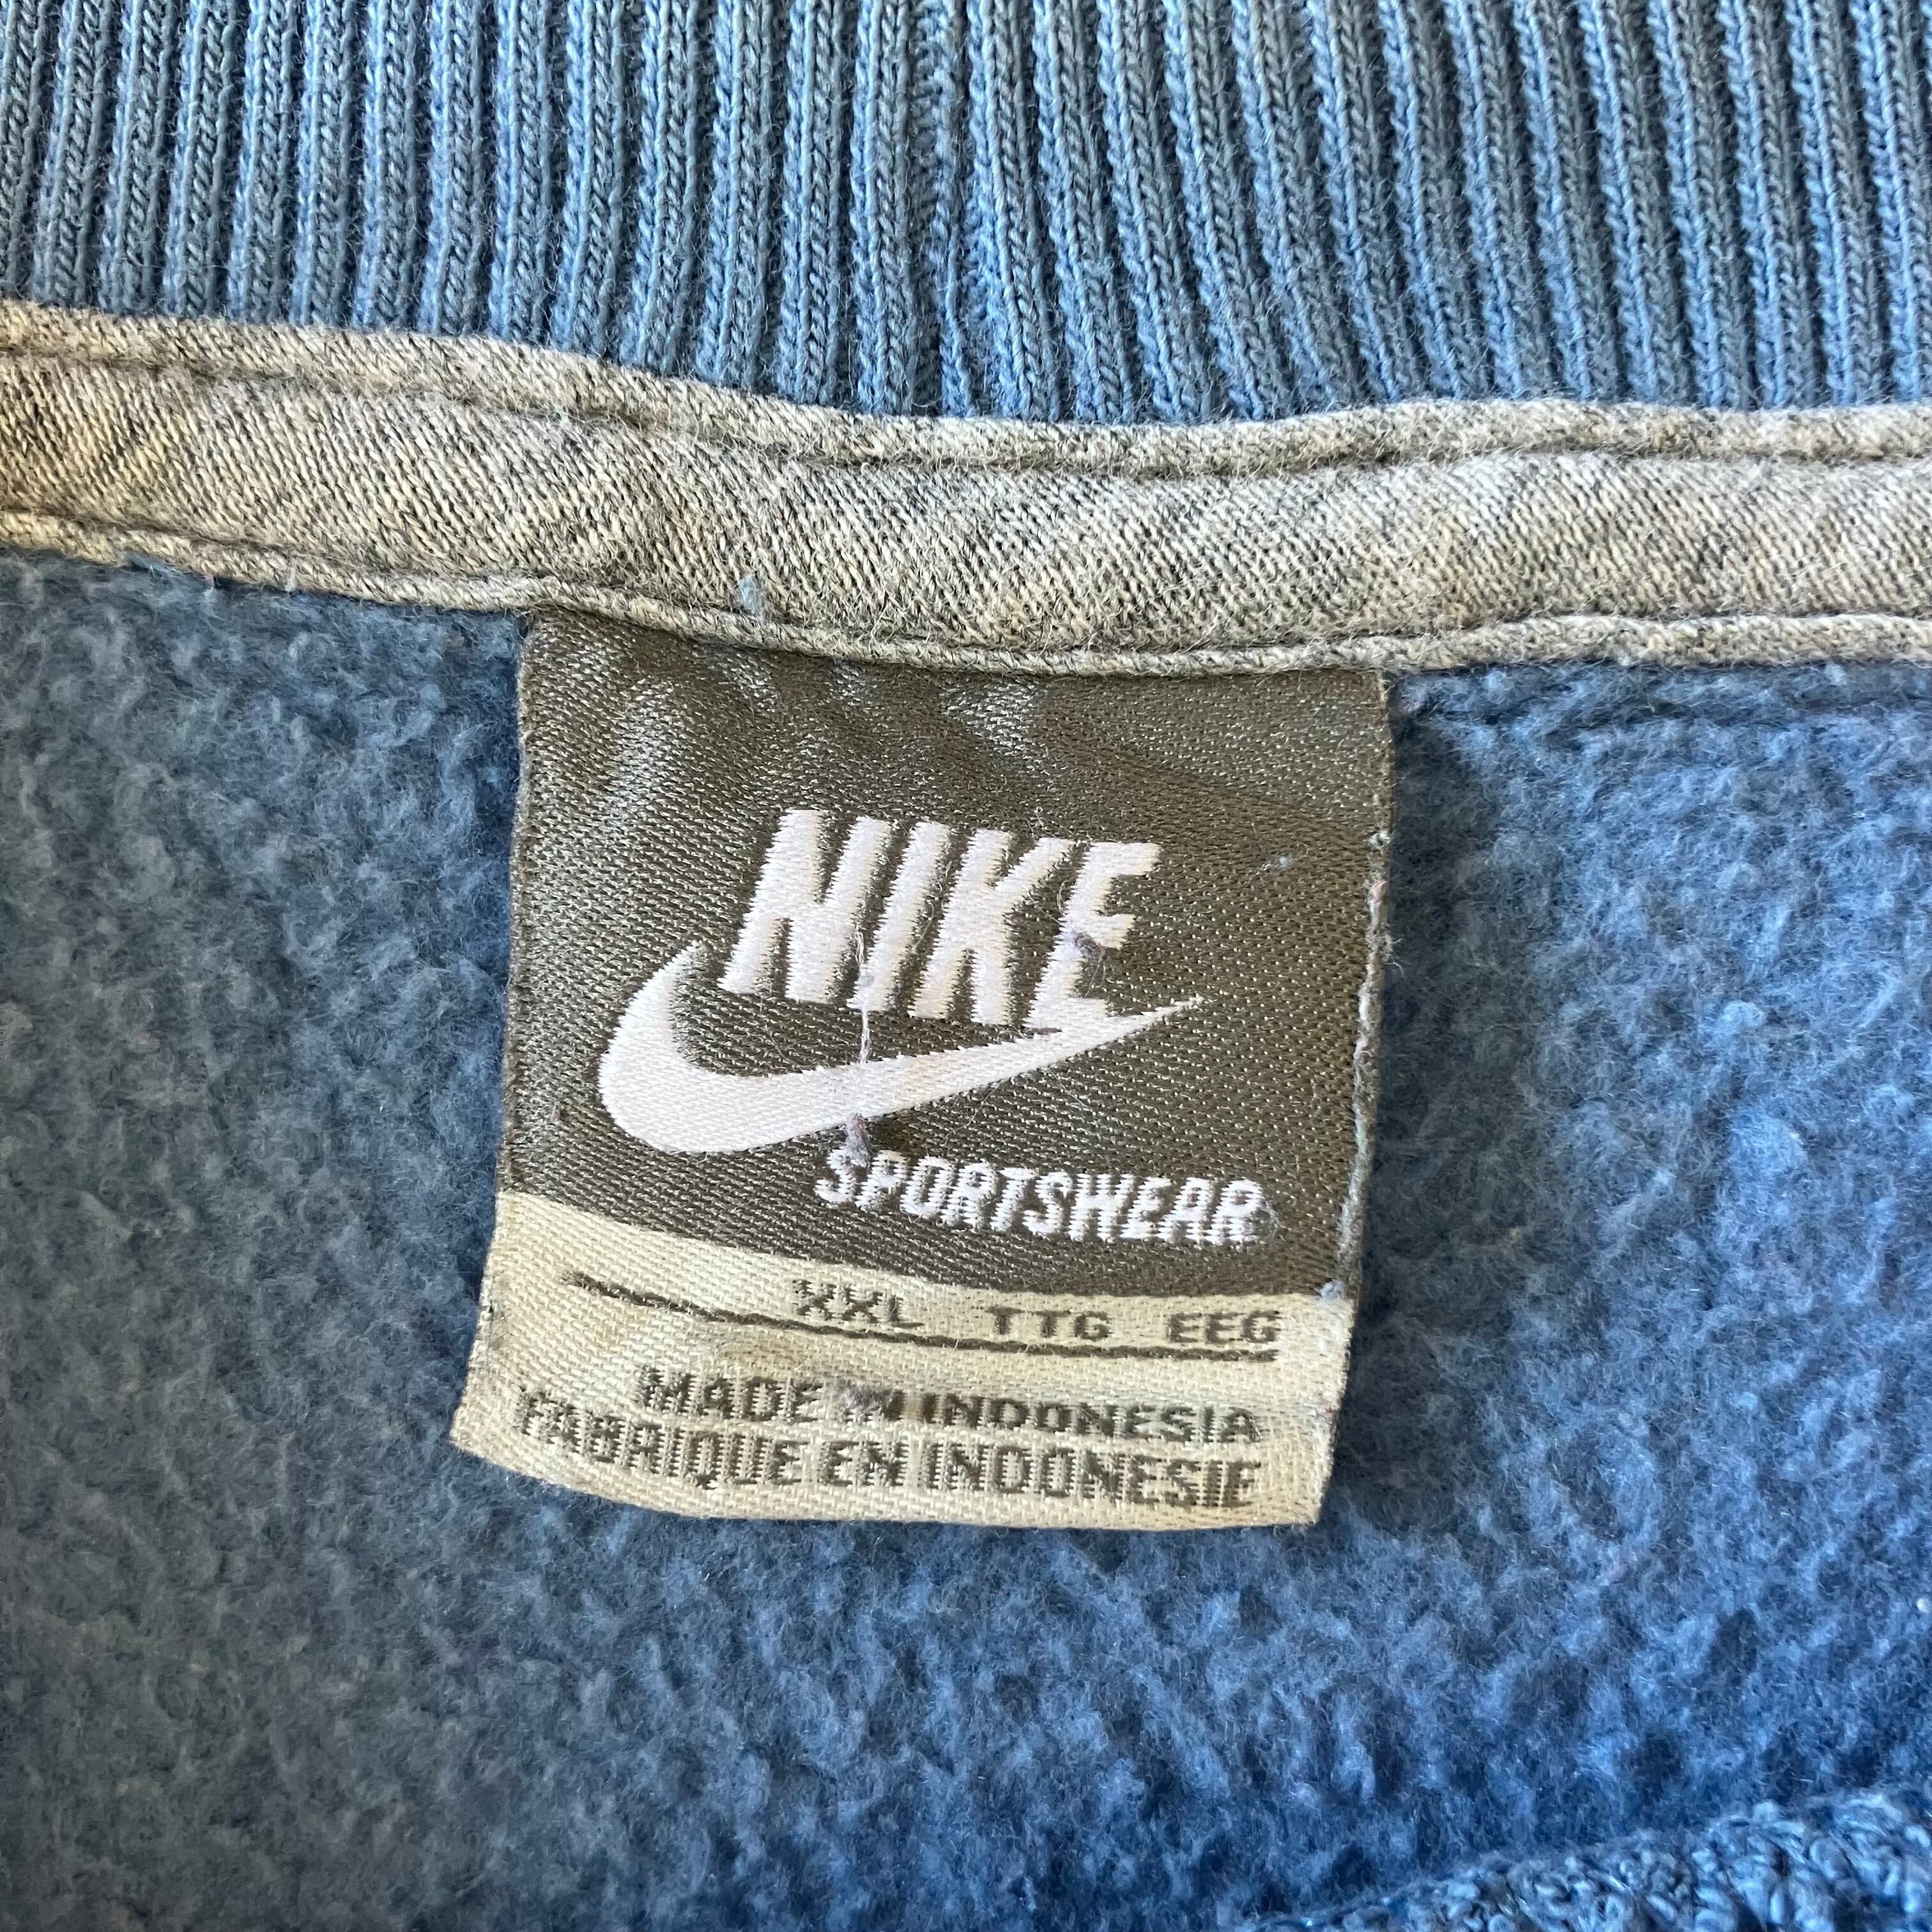 NIKE
SPORTSWEAR
XXL TTG EEG
MADE IN INDONESIA
FABRIQUE EN INDONESIE